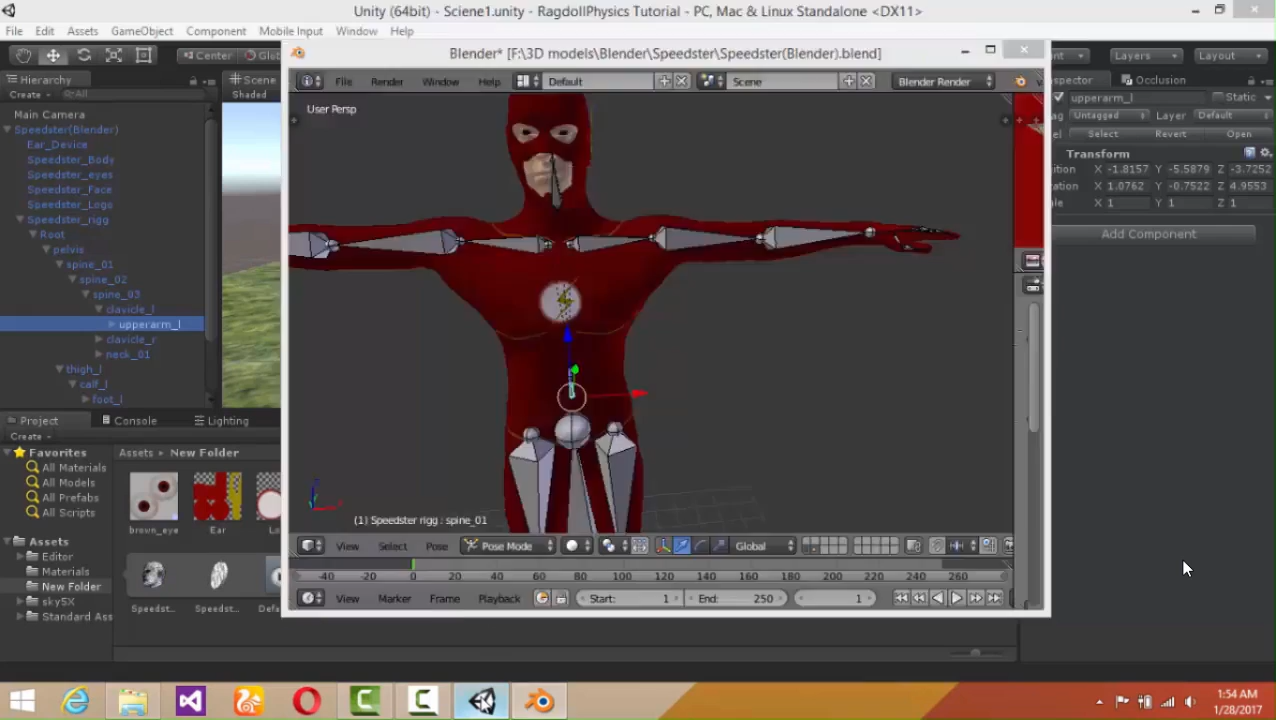 Unity (64bit) - Sciene1.unity - RagdollPhysics Tutorial - PC, Mac & Linux Standalone <DX11>
File Edit Assets GameObject Component Mobile Input Window Help
Center Layers Layout
Blender* [F:\3D models\Blender\Speedster\Speedster(Blender).blend]
Hierarchy Scene
Create All Shaded
File Render Window Help Default Scene Blender Render
Occlusion
upperarm_l Static
Untagged Layer Default
Select Revert Open
Transform
X -1.8157 Y -5.5879 Z -3.7252
X 1.0762 Y -0.7522 Z 4.9553
X 1 Y 1 Z 1
Add Component
User Persp
Main Camera
Speedster(Blender)
Ear_Device
Speedster_Body
Speedster_eyes
Speedster_Face
Speedster_Logo
Speedster_rigg
Root
pelvis
spine_01
spine_02
spine_03
clavicle_l
upperarm_l
clavicle_r
neck_01
thigh_l
calf_l
foot_l
(1) Speedster rigg : spine_01
View Select Pose Pose Mode Global
-40 -20 0 20 40 60 80 100 120 140 160 180 200 220 240 260
View Marker Frame Playback Start: 1 End: 250 1
Project Console Lighting
Create
Favorites
All Materials
All Models
All Prefabs
All Scripts
Assets
Editor
Materials
New Folder
sky5X
Standard Ass
Assets New Folder
brown_eye Ear
Speedst... Speedst...
1:54 AM
1/28/2017